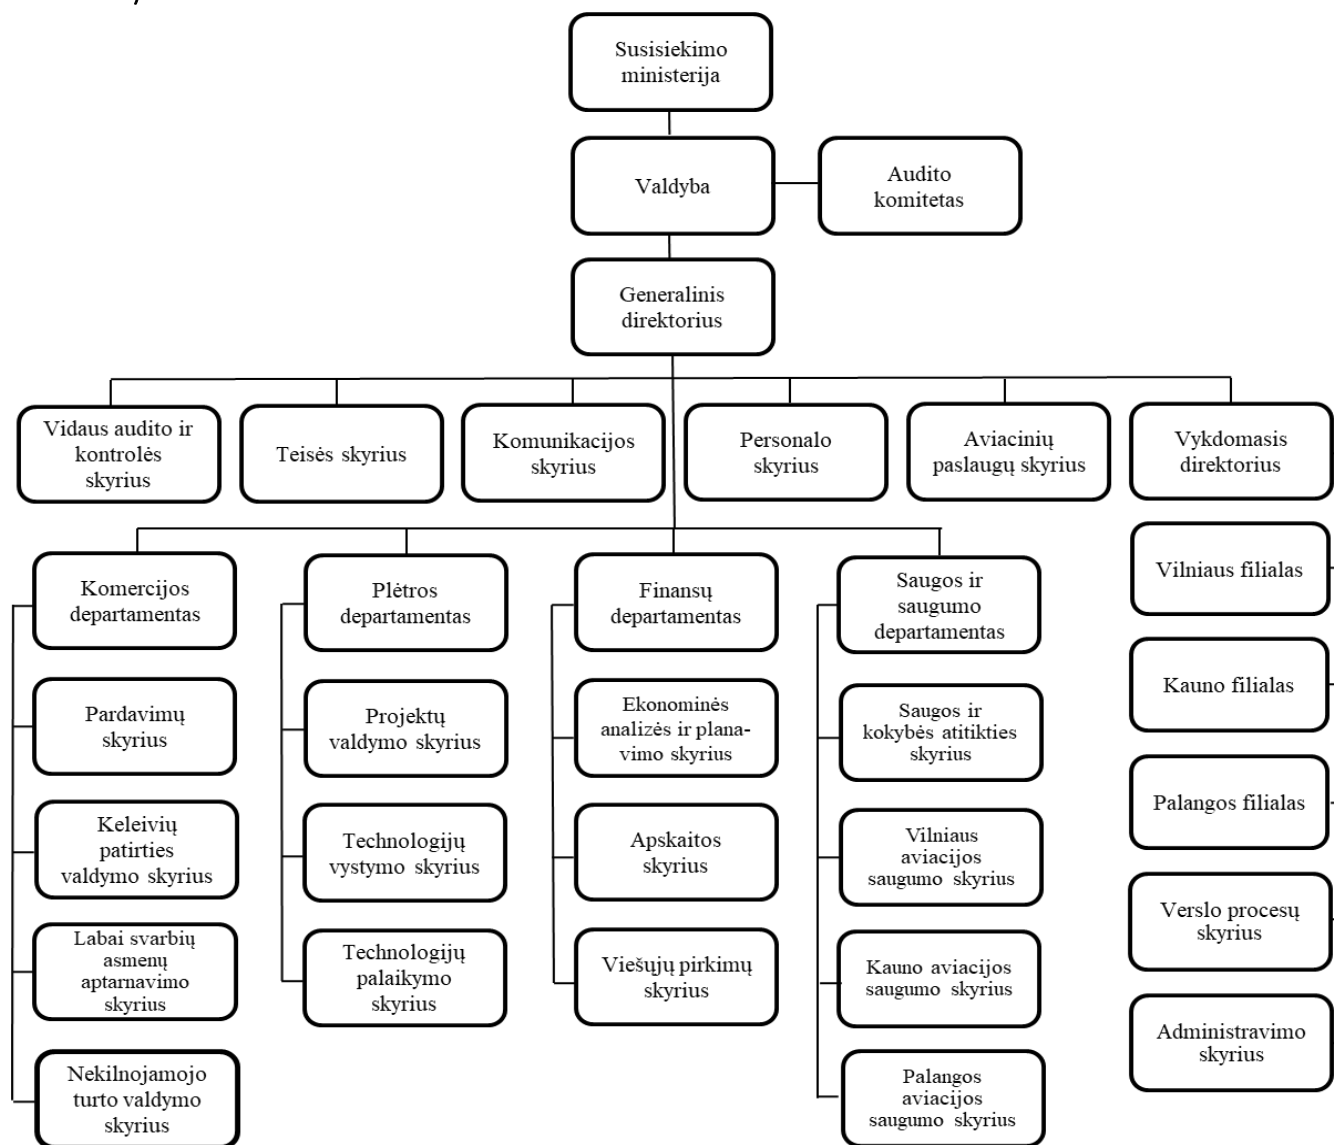 Susisiekimo
ministerija
Valdyba
Audito
komitetas
Generalinis
direktorius
Vidaus audito ir
kontrolės
skyrius
Teisės skyrius
Komunikacijos
skyrius
Personalo
skyrius
Aviacinių
paslaugų skyrius
Vykdomasis
direktorius
Komercijos
departamentas
Pardavimų
skyrius
Keleivių
patirties
valdymo skyrius
Labai svarbių
asmenų
aptarnavimo
skyrius
Nekilnojamojo
turto valdymo
skyrius
Plėtros
departamentas
Projektų
valdymo skyrius
Technologijų
vystymo skyrius
Technologijų
palaikymo
skyrius
Finansų
departamentas
Ekonominės
analizės ir plana-
vimo skyrius
Apskaitos
skyrius
Viešųjų pirkimų
skyrius
Saugos ir
saugumo
departamentas
Saugos ir
kokybės atitikties
skyrius
Vilniaus
aviacijos
saugumo skyrius
Kauno aviacijos
saugumo skyrius
Palangos
aviacijos
saugumo skyrius
Vilniaus filialas
Kauno filialas
Palangos filialas
Verslo procesų
skyrius
Administravimo
skyrius